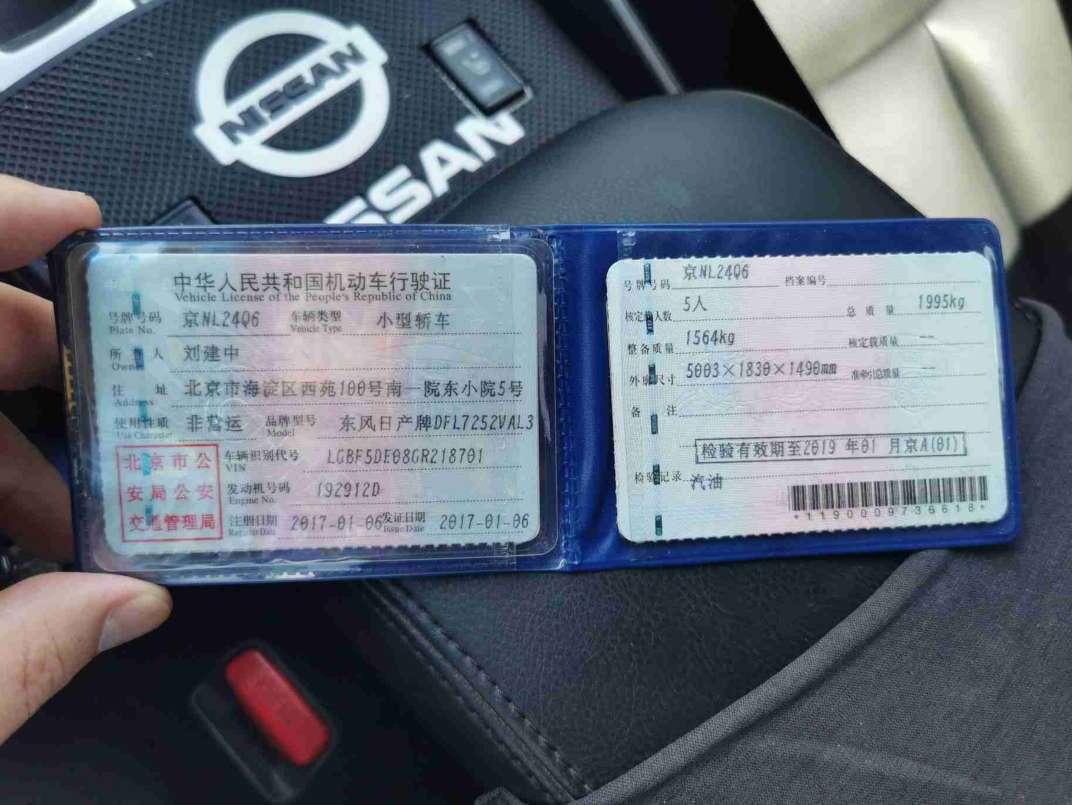 NISSAN
NISSAN
中华人民共和国机动车行驶证
Vehicle License of the People's Republic of China
号牌号码 京NL24Q6 车辆类型 小型轿车
Plate No. Vehicle Type
所有人 刘建中
Owner
住址 北京市海淀区西苑100号南一院东小院5号
Address
使用性质 非营运 品牌型号 东风日产牌DFL7252VAL3
Use Character Model
北京市公
安局公安
交通管理局
车辆识别代号 LGBF5DE08GR218701
VIN
发动机号码 192912D
Engine No.
注册日期 2017-01-06 发证日期 2017-01-06
Register Date Issue Date
号牌号码 京NL24Q6 档案编号
核定载人数 5人 总质量 1995kg
整备质量 1564kg 核定载质量 --
外廓尺寸 5003×1830×1490mm 准牵引总质量 --
备注
检验有效期至2019年01月京A(01)
检验记录 汽油
*1190009736618*